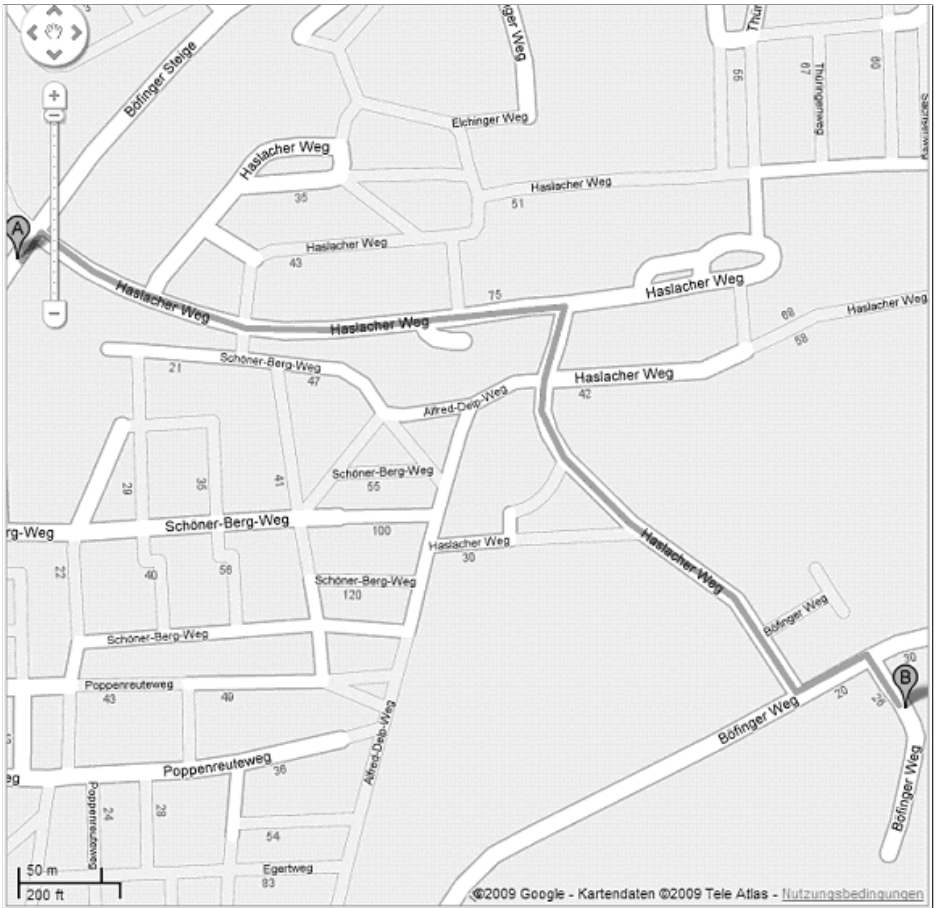 Böfinger Steige
Haslacher Weg
Elchinger Weg
35
Haslacher Weg
51
Haslacher Weg
43
55
67
Thüringenweg
60
Sachsenweg
A
Haslacher Weg
Haslacher Weg
75
Haslacher Weg
Haslacher Weg
68
58
Schöner-Berg-Weg
21
47
Haslacher Weg
42
Alfred-Delp-Weg
29
35
41
Schöner-Berg-Weg
55
rg-Weg
Schöner-Berg-Weg
100
Haslacher Weg
30
Haslacher Weg
22
40
56
Schöner-Berg-Weg
120
Schöner-Berg-Weg
Böfinger Weg
Poppenreuteweg
43
49
Alfred-Delp-Weg
Böfinger Weg
20
26
30
B
Böfinger Weg
eg
Poppenreuteweg
36
Poppenreuteweg
24
28
54
Egertweg
83
50 m
200 ft
©2009 Google - Kartendaten ©2009 Tele Atlas - Nutzungsbedingungen